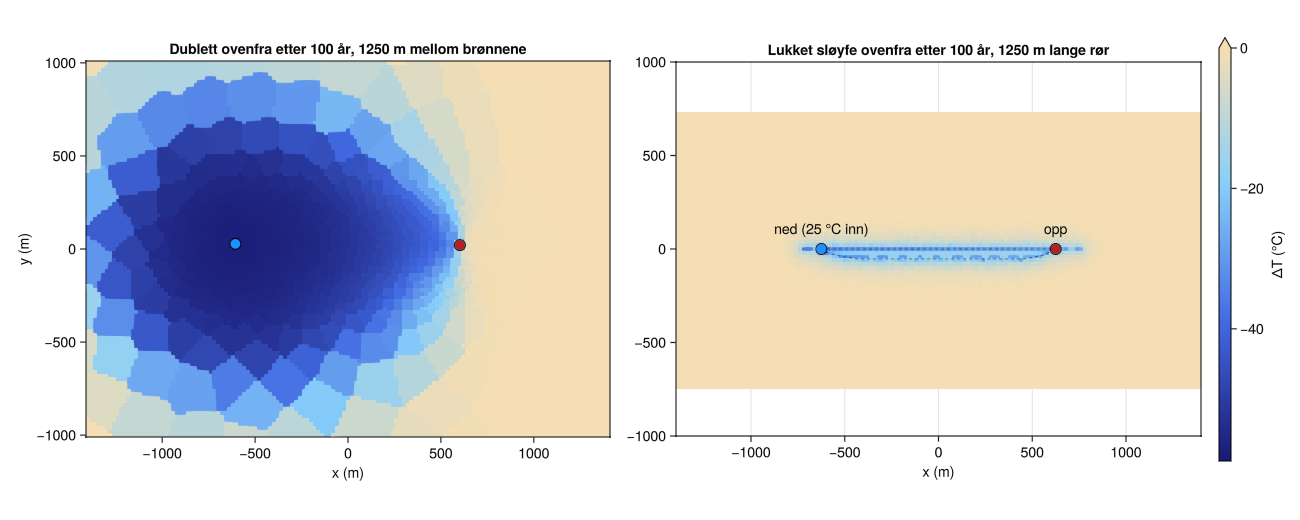 Dublett ovenfra etter 100 år, 1250 m mellom brønnene
1000
500
0
−500
−1000
y (m)
−1000
−500
0
500
1000
x (m)
Lukket sløyfe ovenfra etter 100 år, 1250 m lange rør
1000
500
0
−500
−1000
ned (25 °C inn)
opp
−1000
−500
0
500
1000
x (m)
0
−20
−40
ΔT (°C)